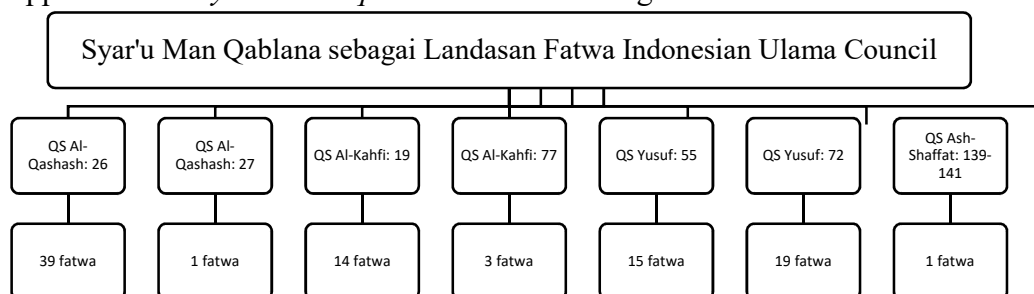 Syar'u Man Qablana sebagai Landasan Fatwa Indonesian Ulama Council
QS Al-
Qashash: 26
QS Al-
Qashash: 27
QS Al-Kahfi: 19
QS Al-Kahfi: 77
QS Yusuf: 55
QS Yusuf: 72
QS Ash-
Shaffat: 139-
141
39 fatwa
1 fatwa
14 fatwa
3 fatwa
15 fatwa
19 fatwa
1 fatwa